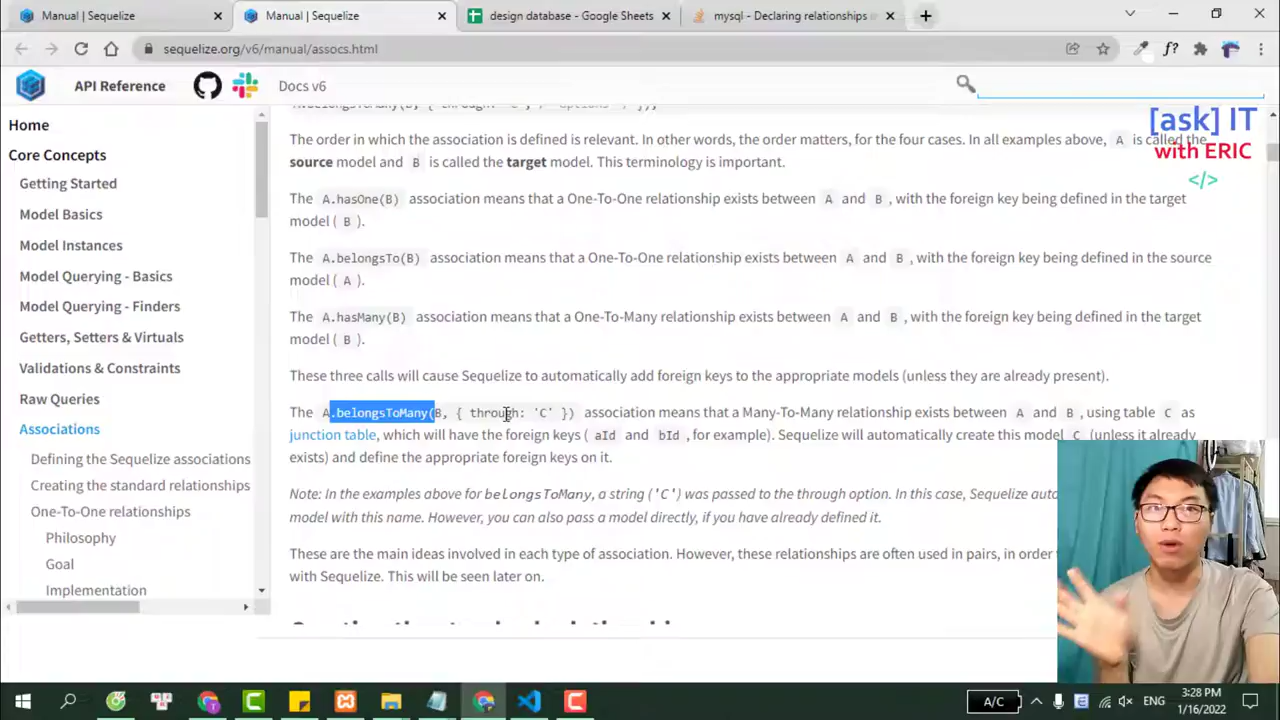 Manual | Sequelize
Manual | Sequelize
design database - Google Sheets
mysql - Declaring relationships
sequelize.org/v6/manual/assocs.html
API Reference
Docs v6
[ask] IT
with ERIC
</>
Home
Core Concepts
Getting Started
Model Basics
Model Instances
Model Querying - Basics
Model Querying - Finders
Getters, Setters & Virtuals
Validations & Constraints
Raw Queries
Associations
Defining the Sequelize associations
Creating the standard relationships
One-To-One relationships
Philosophy
Goal
Implementation
The order in which the association is defined is relevant. In other words, the order matters, for the four cases. In all examples above, A is called the
source model and B is called the target model. This terminology is important.
The A.hasOne(B) association means that a One-To-One relationship exists between A and B , with the foreign key being defined in the target
model ( B ).
The A.belongsTo(B) association means that a One-To-One relationship exists between A and B , with the foreign key being defined in the source
model ( A ).
The A.hasMany(B) association means that a One-To-Many relationship exists between A and B , with the foreign key being defined in the target
model ( B ).
These three calls will cause Sequelize to automatically add foreign keys to the appropriate models (unless they are already present).
The A.belongsToMany(B, { through: 'C' }) association means that a Many-To-Many relationship exists between A and B , using table C as
junction table, which will have the foreign keys ( aId and bId , for example). Sequelize will automatically create this model C (unless it already
exists) and define the appropriate foreign keys on it.
Note: In the examples above for belongsToMany, a string ('C') was passed to the through option. In this case, Sequelize
model with this name. However, you can also pass a model directly, if you have already defined it.
These are the main ideas involved in each type of association. However, these relationships are often used in pairs, in order
with Sequelize. This will be seen later on.
A/C
ENG
3:28 PM
1/16/2022